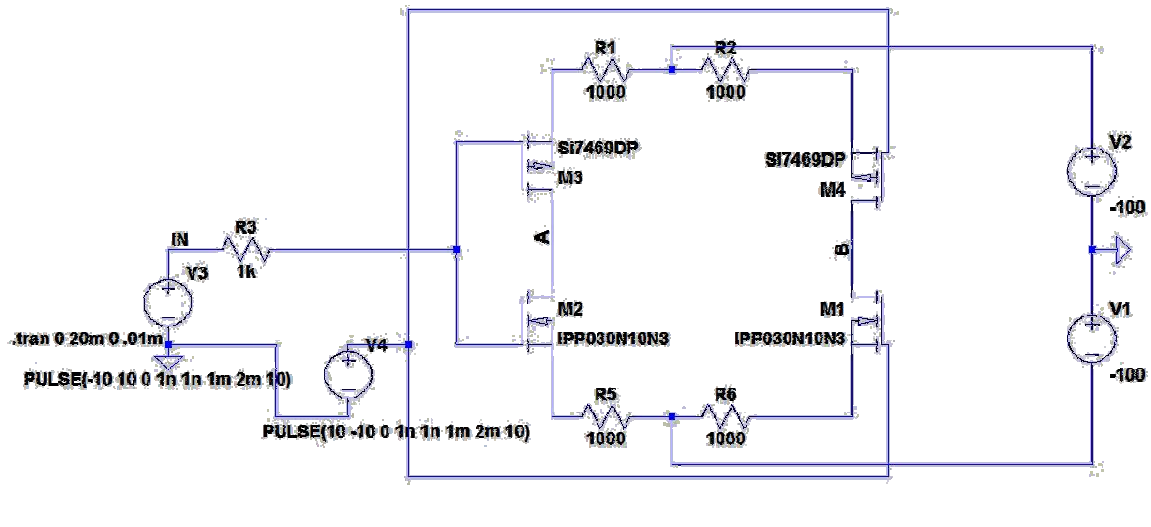 R1
R2
1000
1000
Si7469DP
M3
Si7469DP
M4
V2
-100
IN
R3
1k
V3
A
B
.tran 0 20m 0 .01m
V4
PULSE(-10 10 0 1n 1n 1m 2m 10)
PULSE(10 -10 0 1n 1n 1m 2m 10)
M2
IPP030N10N3
M1
IPP030N10N3
V1
-100
R5
R6
1000
1000